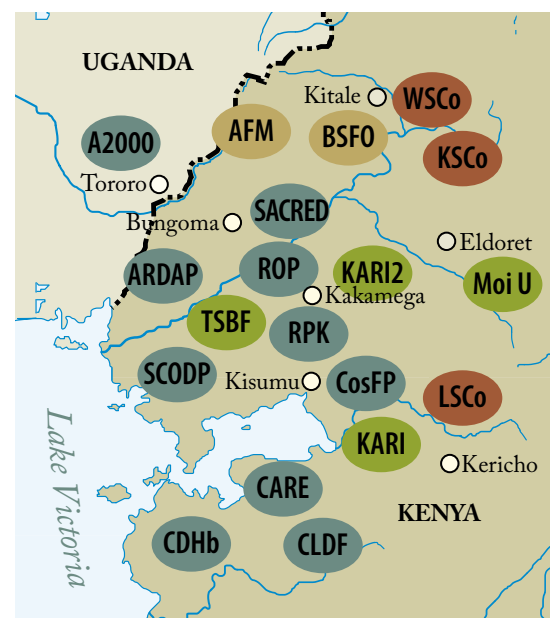 UGANDA
Kitale
WSCo
AFM
BSFO
A2000
KSCo
Tororo
SACRED
Bungoma
Eldoret
ARDAP
ROP
KARI2
Moi U
Kakamega
TSBF
RPK
SCODP
Kisumu
CosFP
LSCo
Lake Victoria
KARI
Kericho
CARE
KENYA
CDHb
CLDF